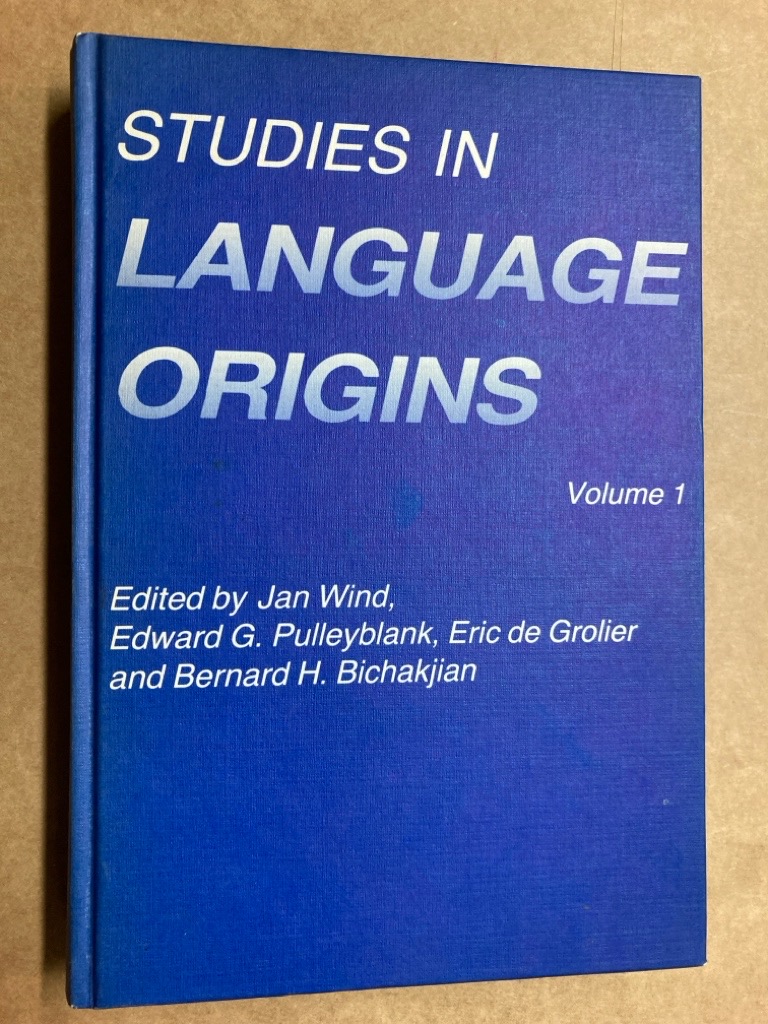 STUDIES IN
LANGUAGE
ORIGINS
Volume 1
Edited by Jan Wind,
Edward G. Pulleyblank, Eric de Grolier
and Bernard H. Bichakjian